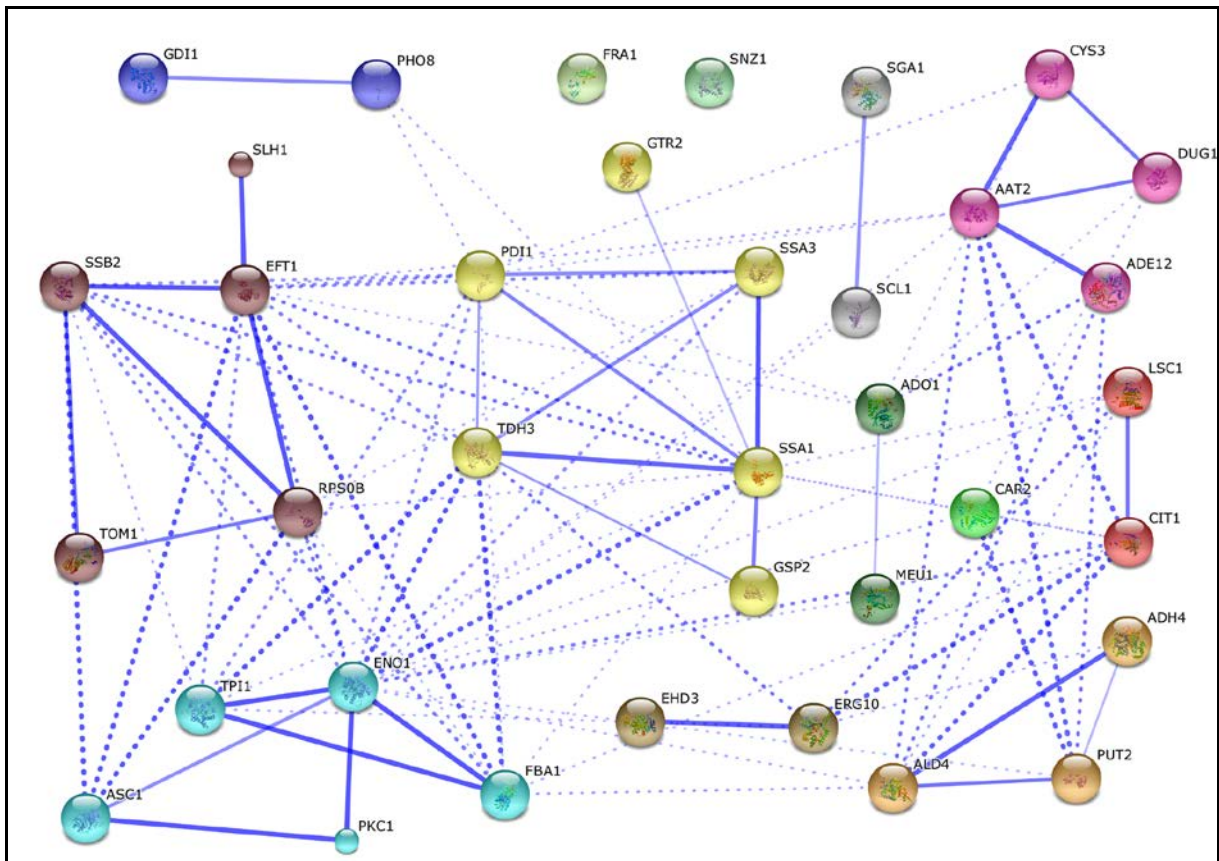 GDI1
PHO8
FRA1
SNZ1
SGA1
CYS3
SLH1
GTR2
DUG1
AAT2
SSB2
EFT1
PDI1
SSA3
SCL1
ADE12
LSC1
ADO1
TDH3
SSA1
RPS0B
CAR2
CIT1
TOM1
GSP2
MEU1
ADH4
ENO1
TPI1
EHD3
ERG10
ALD4
PUT2
FBA1
ASC1
PKC1